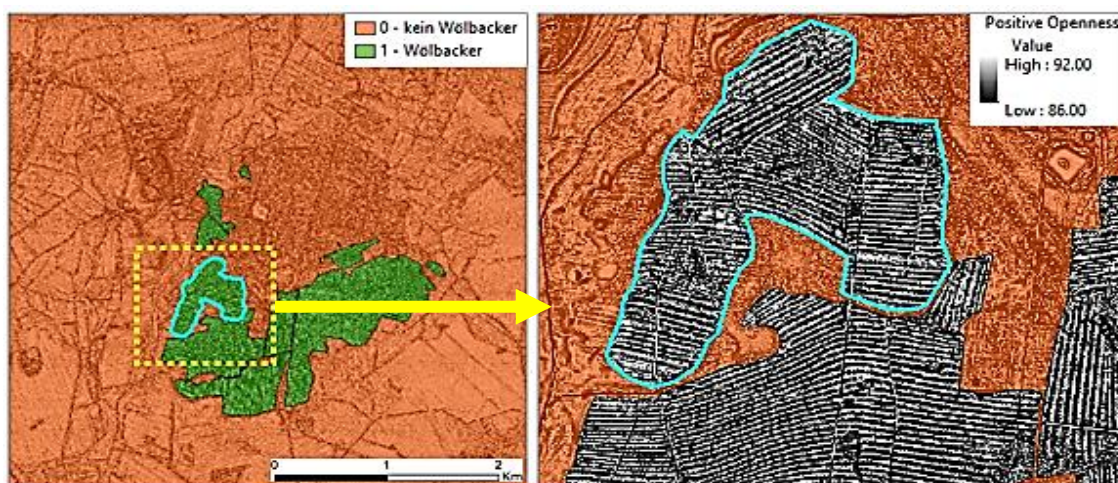 0 - kein Wölbacker
1 - Wölbacker
0 1 2
Km
Positive Openness
Value
High : 92.00
Low : 86.00